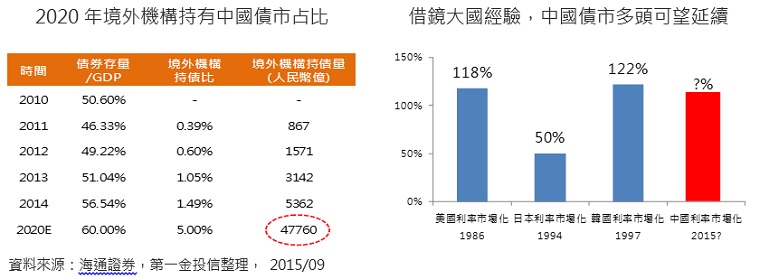 2020 年境外機構持有中國債市占比
時間 債券存量/GDP 境外機構持債比 境外機構持債量(人民幣億)
2010 50.60% - -
2011 46.33% 0.39% 867
2012 49.22% 0.60% 1571
2013 51.04% 1.05% 3142
2014 56.54% 1.49% 5362
2020E 60.00% 5.00% 47760
資料來源：海通證券，第一金投信整理， 2015/09
借鏡大國經驗，中國債市多頭可望延續
150%
100%
50%
0%
118%
50%
122%
?%
美國利率市場化 日本利率市場化 韓國利率市場化 中國利率市場化
1986 1994 1997 2015?